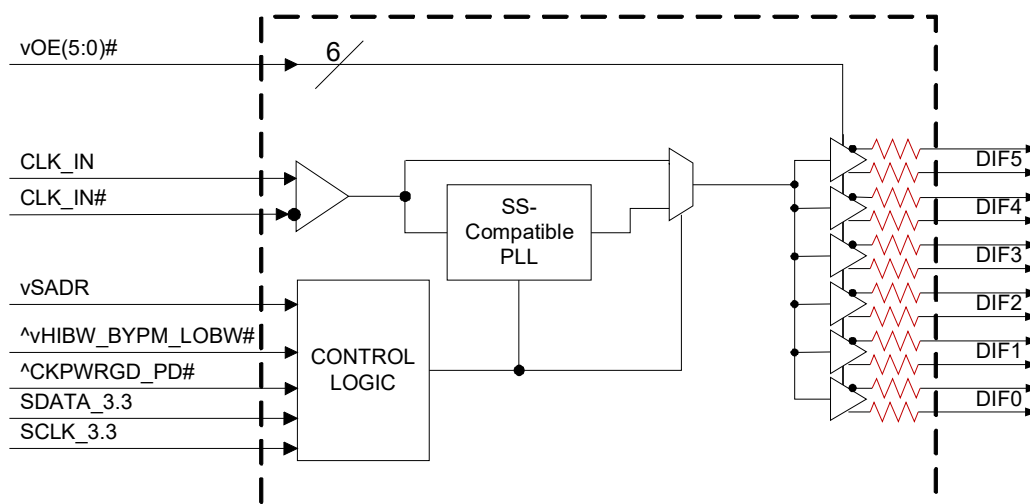 vOE(5:0)#
6
CLK_IN
CLK_IN#
DIF5
SS-
Compatible
PLL
DIF4
DIF3
vSADR
DIF2
^vHIBW_BYPM_LOBW#
CONTROL
LOGIC
DIF1
^CKPWRGD_PD#
SDATA_3.3
DIF0
SCLK_3.3